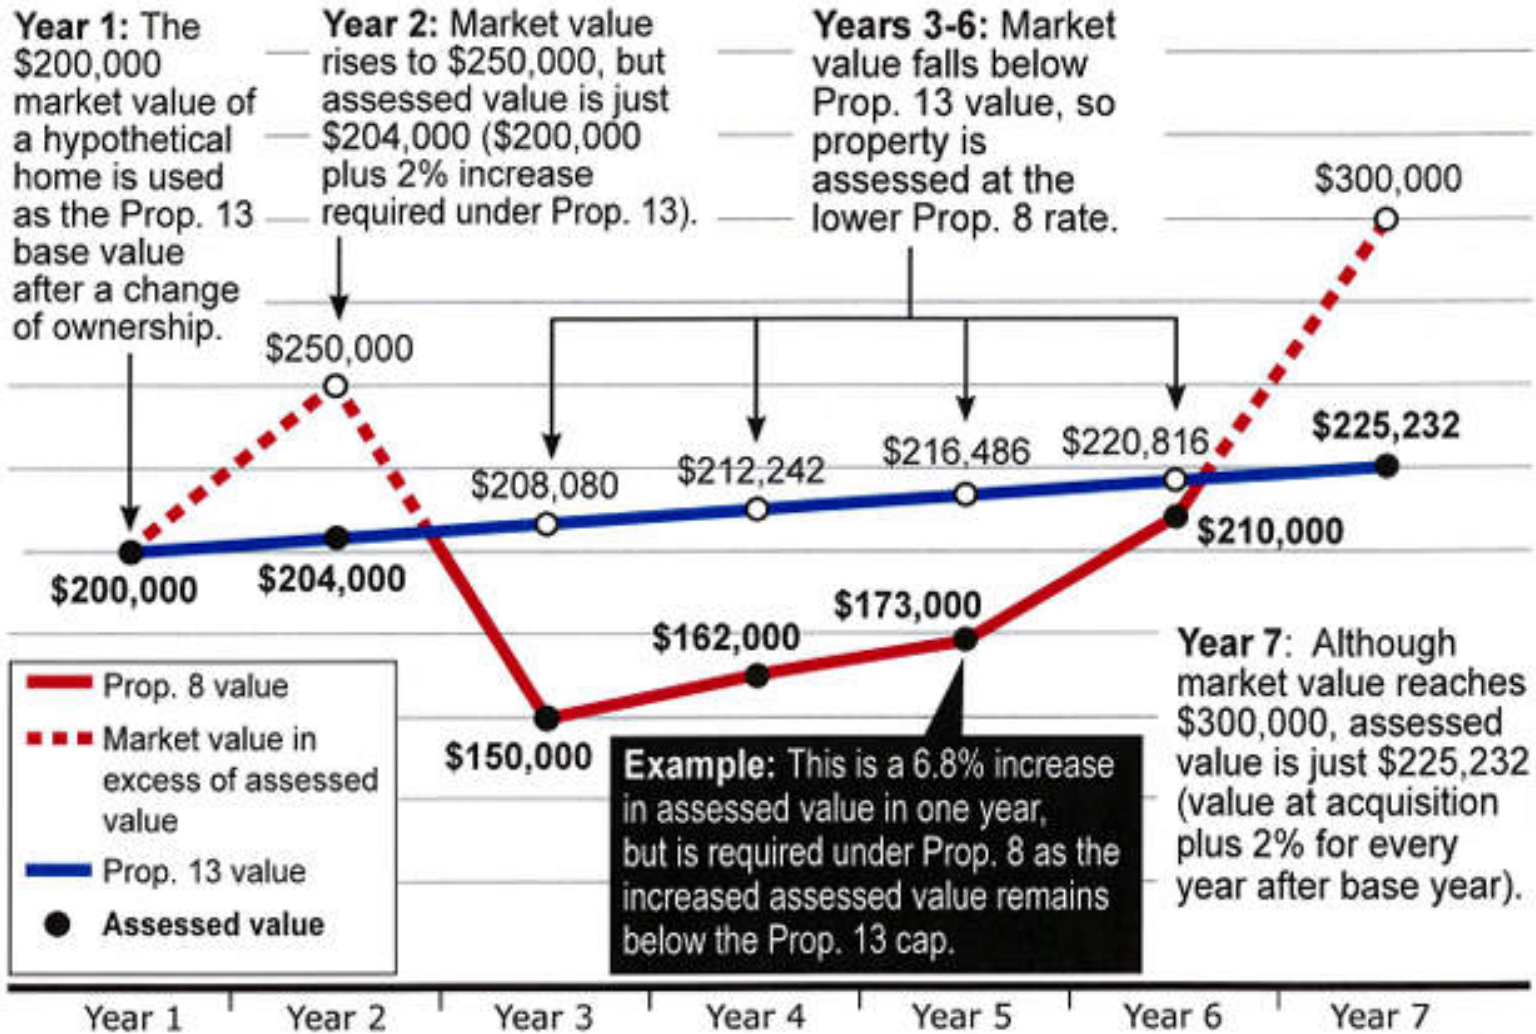 Year 1: The
$200,000
market value of
a hypothetical
home is used
as the Prop. 13
base value
after a change
of ownership.
Year 2: Market value
rises to $250,000, but
assessed value is just
$204,000 ($200,000
plus 2% increase
required under Prop. 13).
Years 3-6: Market
value falls below
Prop. 13 value, so
property is
assessed at the
lower Prop. 8 rate.
$300,000
$250,000
$208,080
$212,242
$216,486
$220,816
$225,232
$200,000
$204,000
$150,000
$162,000
$173,000
$210,000
Prop. 8 value
Market value in
excess of assessed
value
Prop. 13 value
Assessed value
Example: This is a 6.8% increase
in assessed value in one year,
but is required under Prop. 8 as the
increased assessed value remains
below the Prop. 13 cap.
Year 7: Although
market value reaches
$300,000, assessed
value is just $225,232
(value at acquisition
plus 2% for every
year after base year).
Year 1
Year 2
Year 3
Year 4
Year 5
Year 6
Year 7